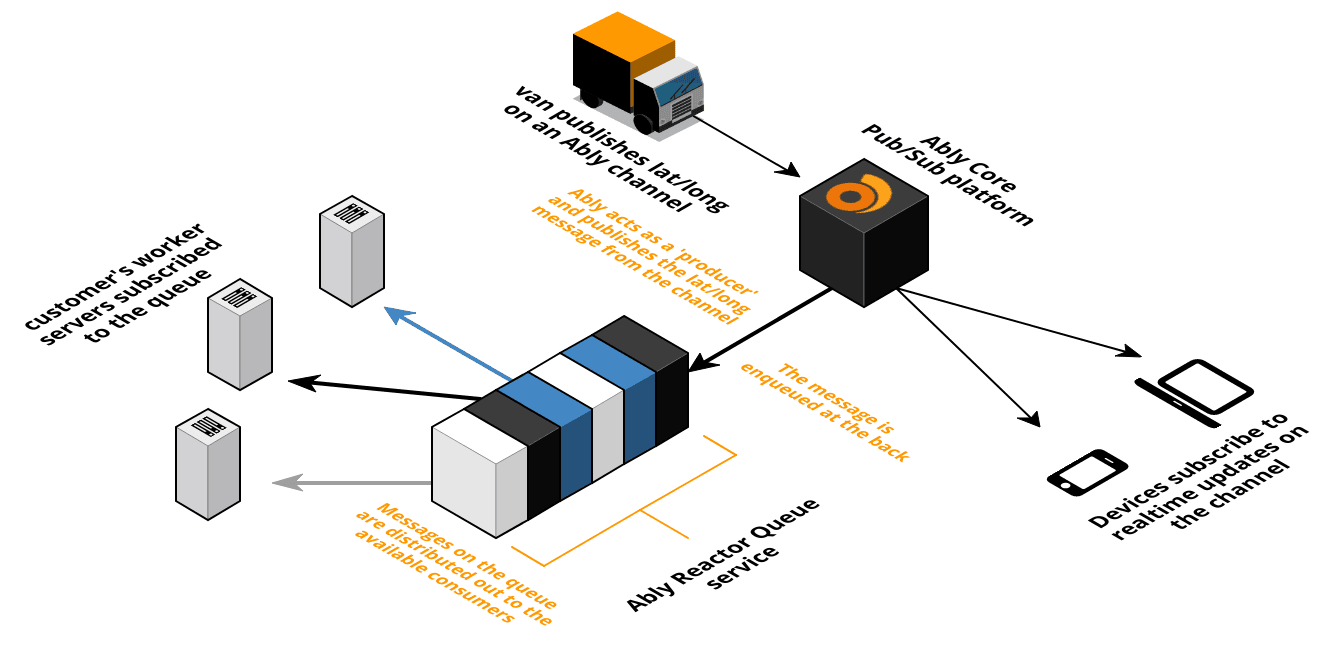 van publishes lat/long
on an Ably channel
Ably Core
Pub/Sub platform
Ably acts as a 'producer'
and publishes the lat/long
message from the channel
customer's worker
servers subscribed
to the queue
The message is
enqueued at the back
Devices subscribe to
realtime updates on
the channel
Messages on the queue
are distributed out to the
available consumers
Ably Reactor Queue
service